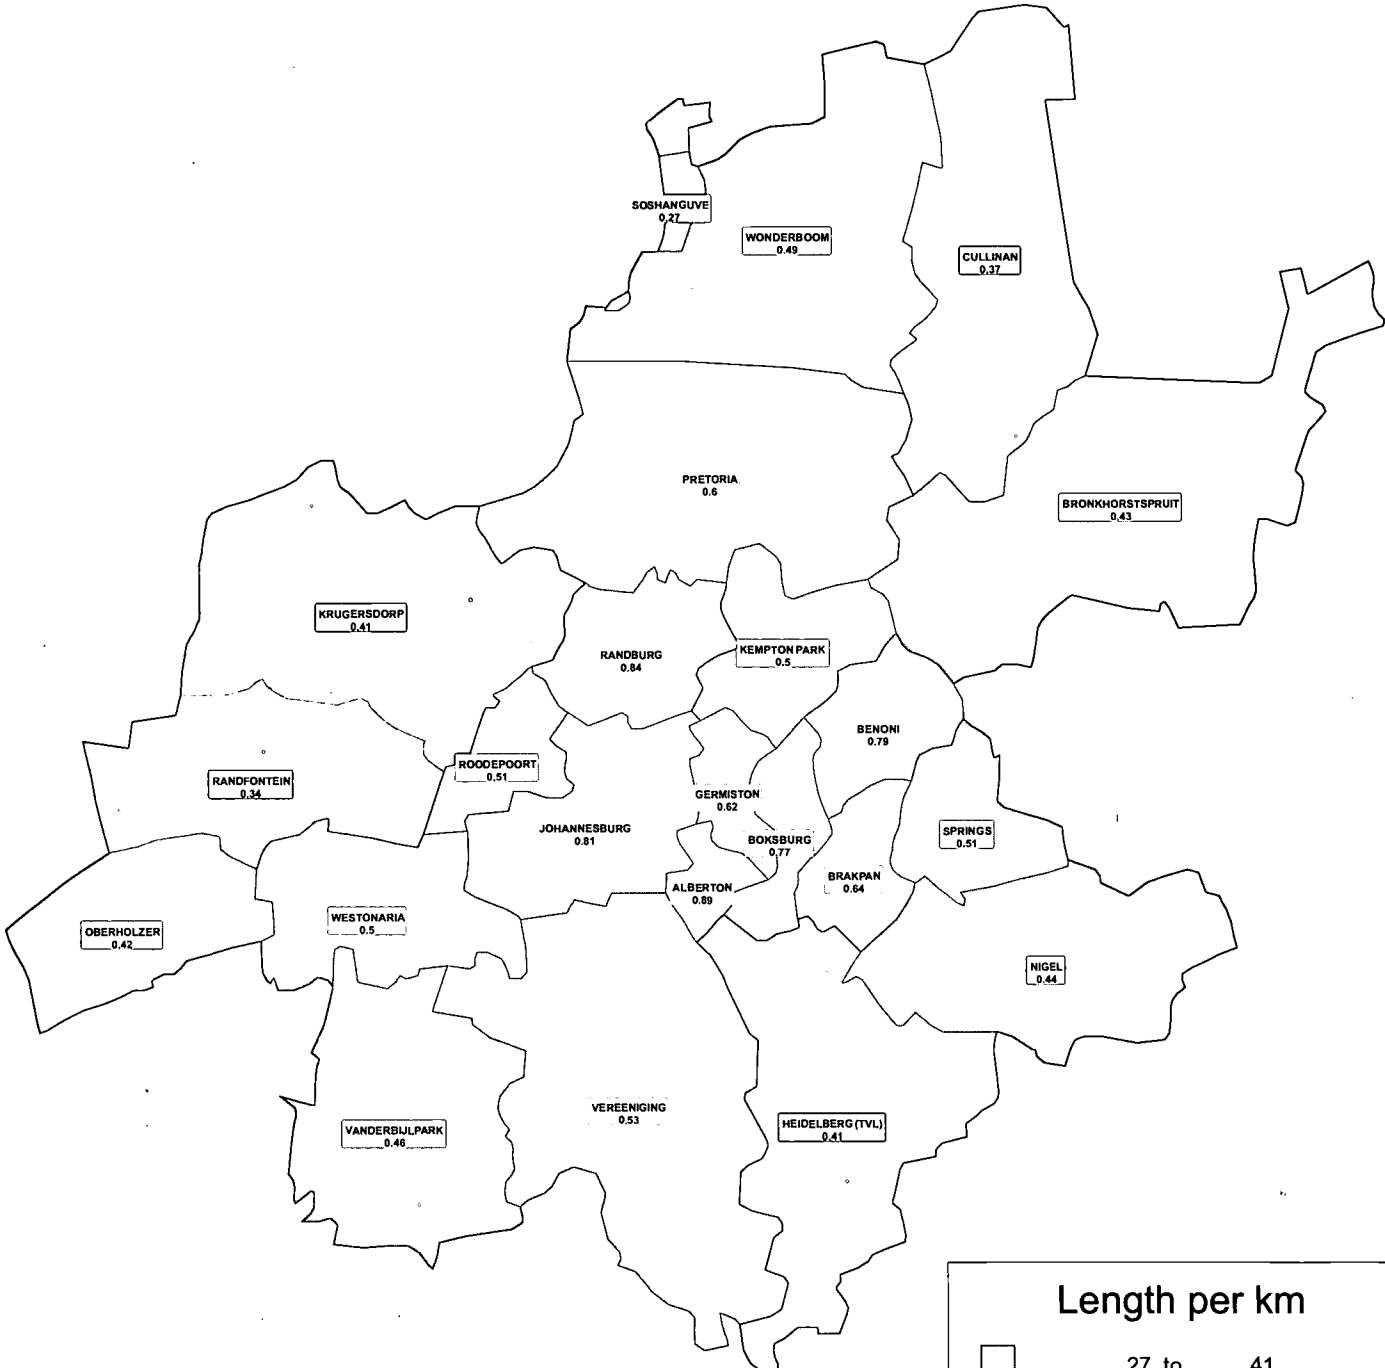 SOSHANGUVE
0.27
WONDERBOOM
0.49
CULLINAN
0.37
PRETORIA
0.6
BRONKHORSTSPRUIT
0.43
KRUGERSDORP
0.41
RANDBURG
0.84
KEMPTON PARK
0.5
BENONI
0.79
ROODEPOORT
0.51
RANDFONTEIN
0.34
GERMISTON
0.62
JOHANNESBURG
0.81
BOKSBURG
0.77
SPRINGS
0.51
BRAKPAN
0.64
ALBERTON
0.89
WESTONARIA
0.5
OBERHOLZER
0.42
NIGEL
0.44
VEREENIGING
0.53
VANDERBIJLPARK
0.46
HEIDELBERG (TVL)
0.41
Length per km
27 to 41